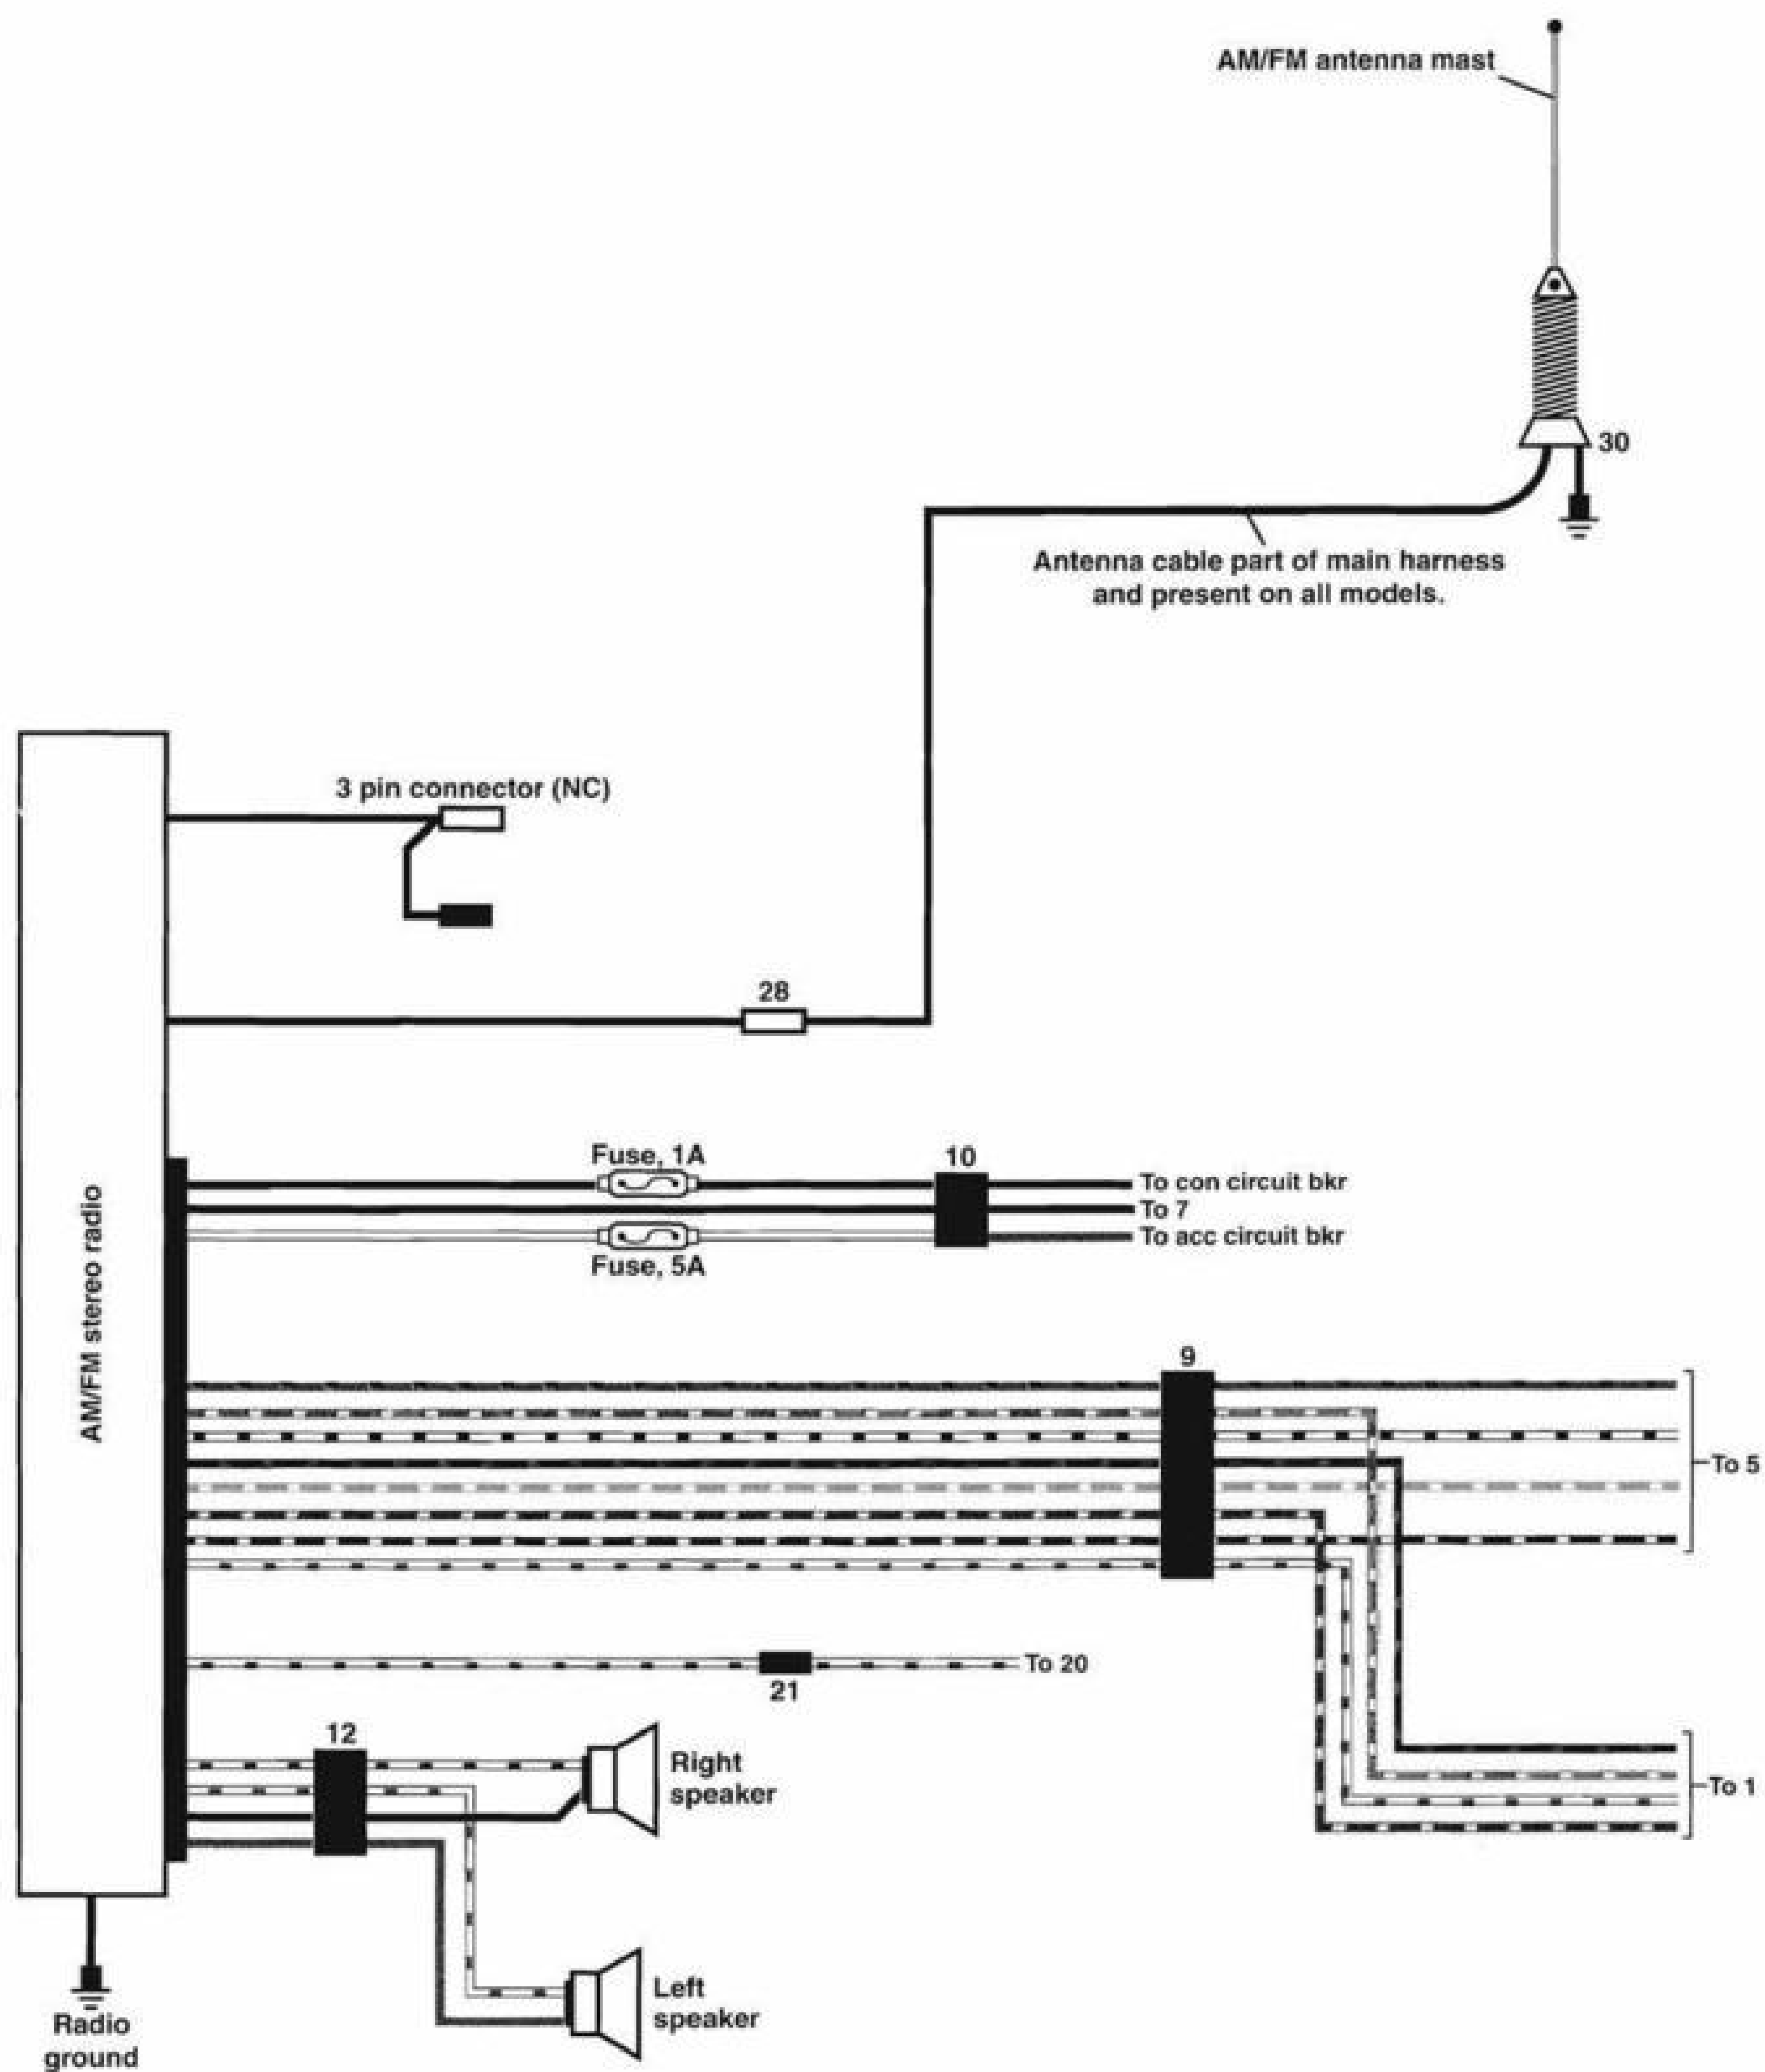 AM/FM antenna mast
30
Antenna cable part of main harness
and present on all models.
3 pin connector (NC)
28
Fuse, 1A
10
To con circuit bkr
To 7
To acc circuit bkr
Fuse, 5A
AM/FM stereo radio
9
To 5
To 20
21
12
Right
speaker
To 1
Left
speaker
Radio
ground